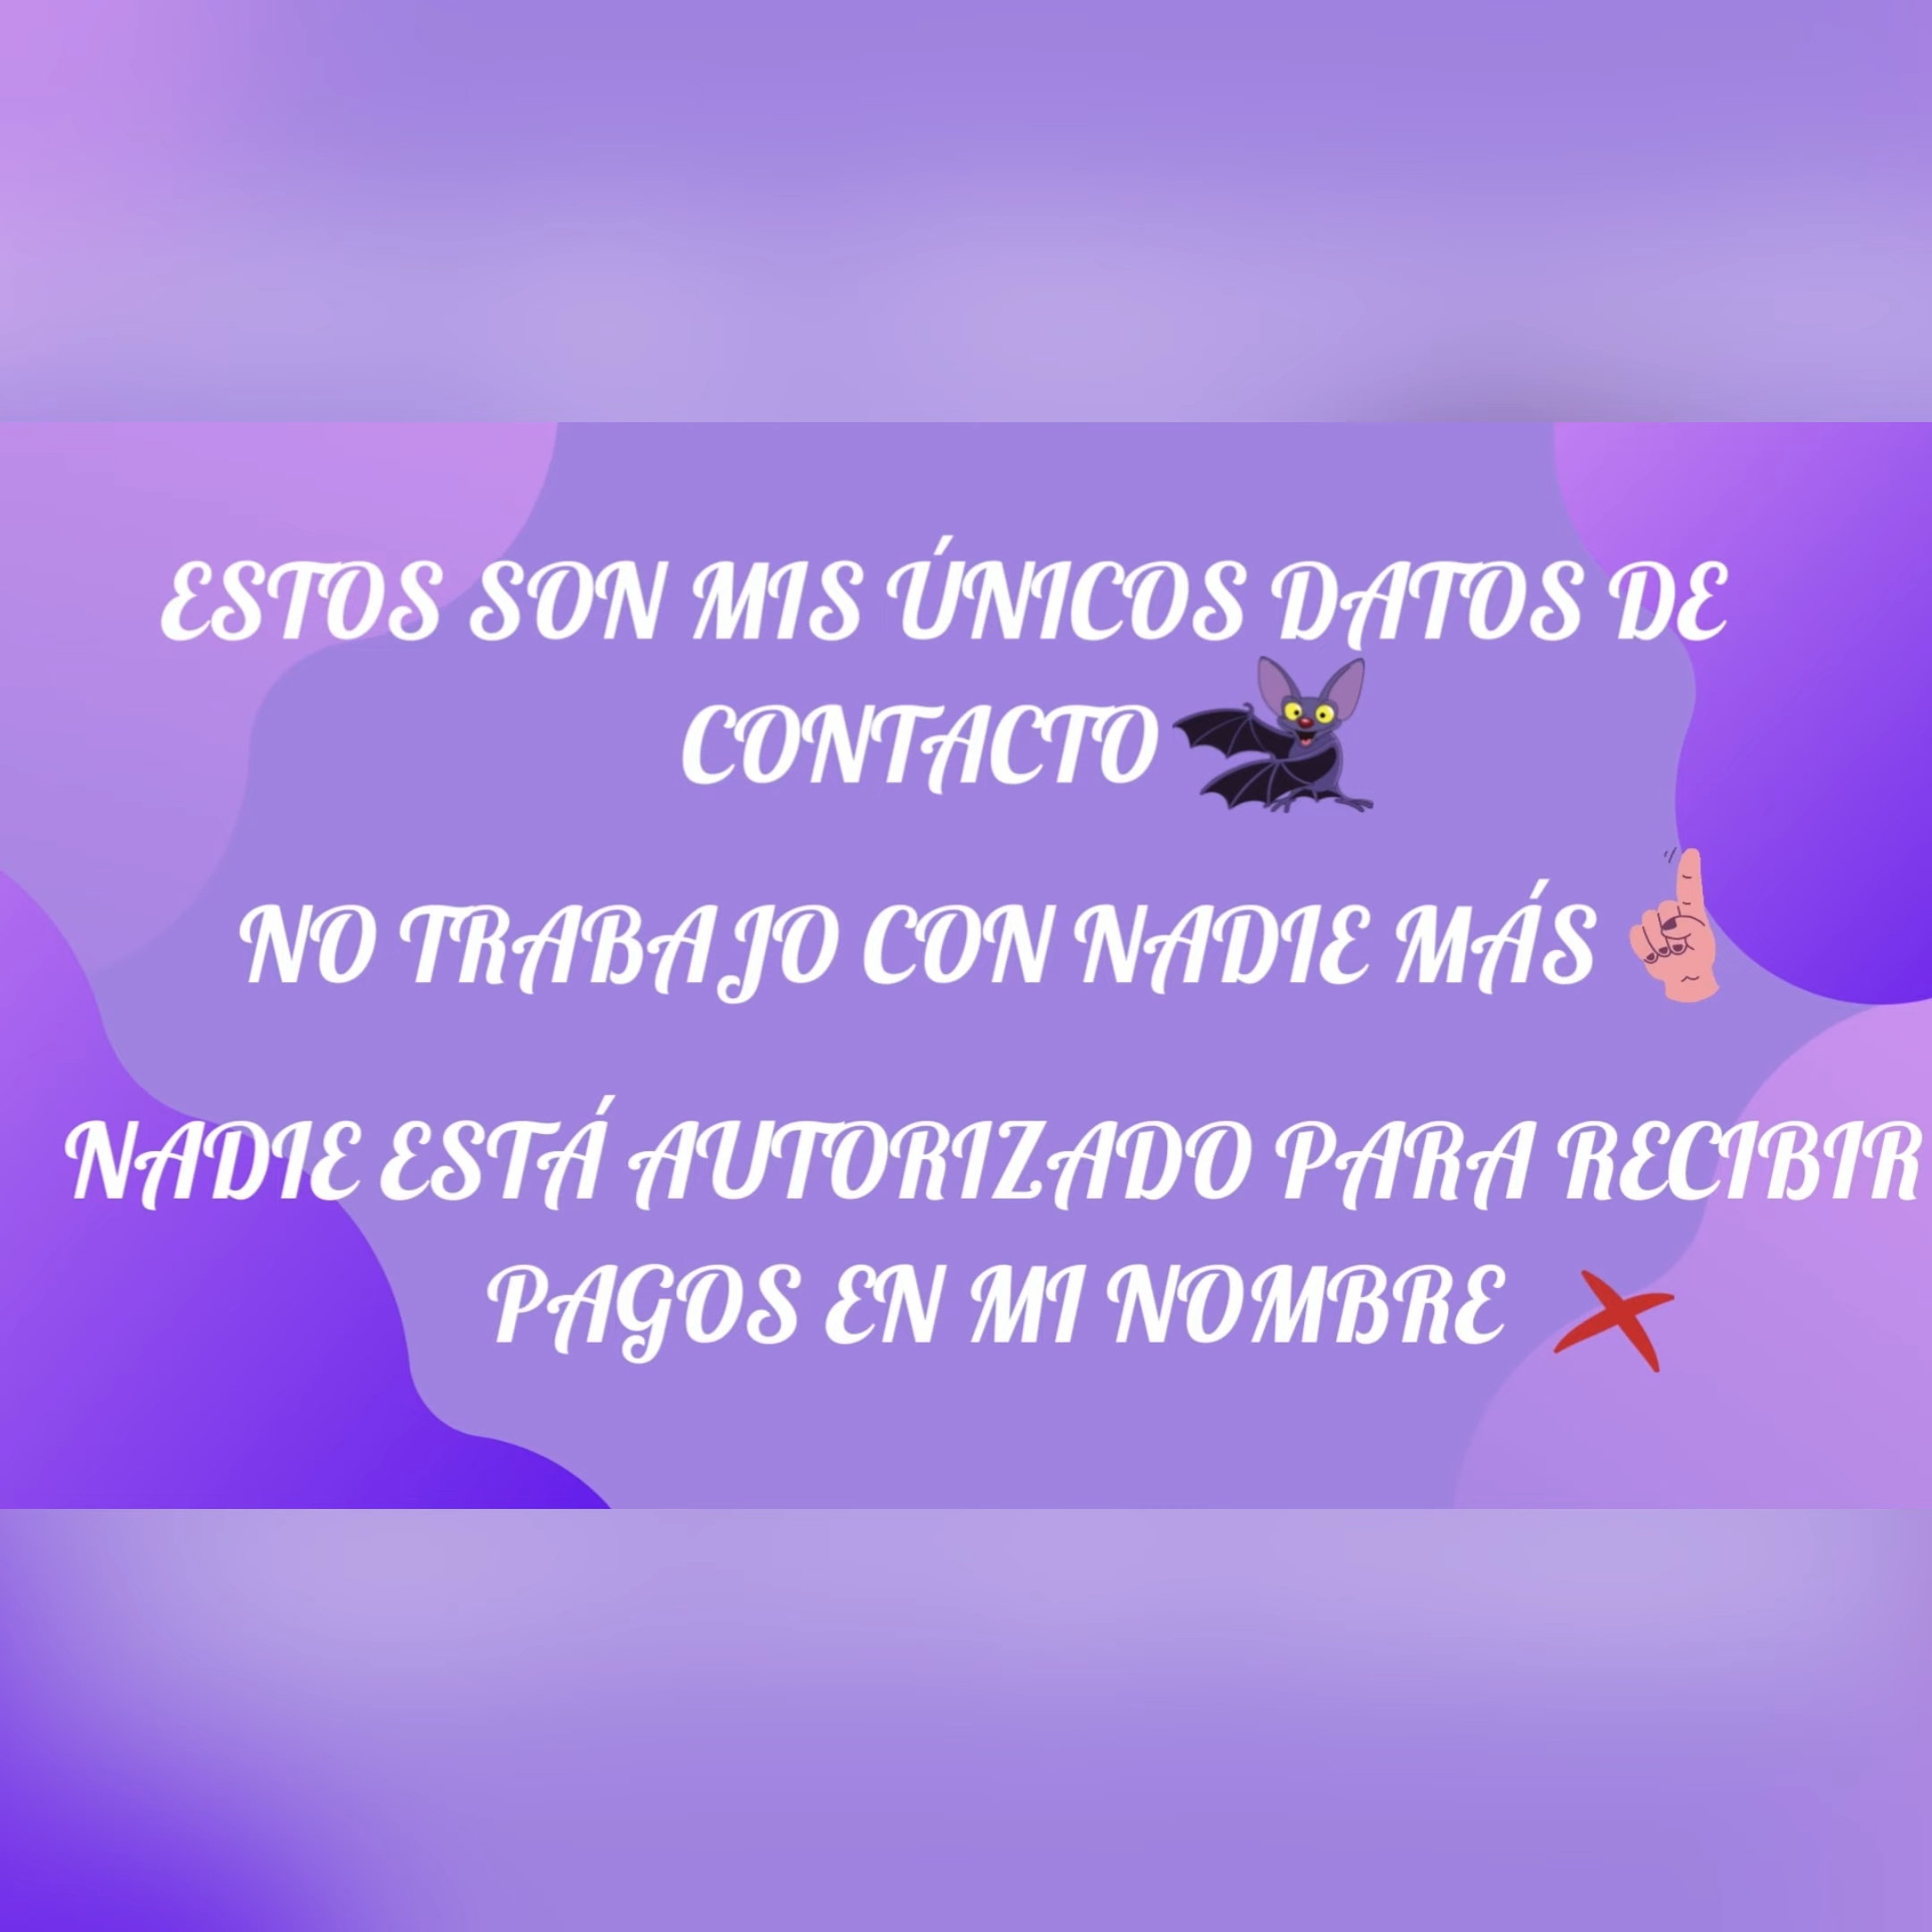 ESTOS SON MIS ÚNICOS DATOS DE
CONTACTO
NO TRABAJO CON NADIE MÁS
NADIE ESTÁ AUTORIZADO PARA RECIBIR
PAGOS EN MI NOMBRE